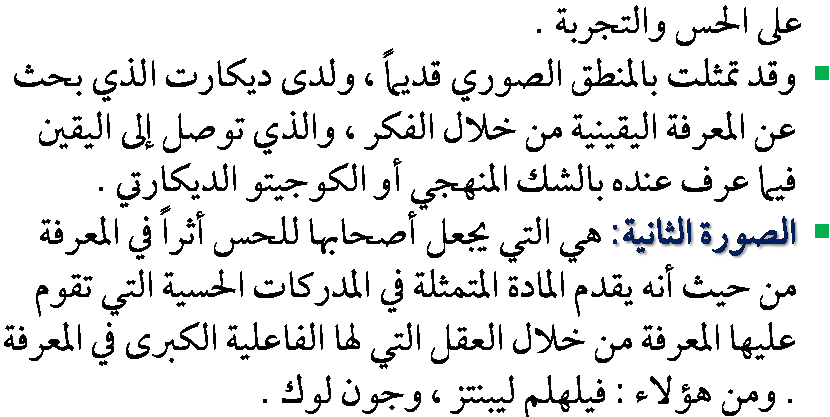 على الحس والتجربة .
▪ وقد تمثلت بالمنطق الصوري قديماً ، ولدى ديكارت الذي بحث
عن المعرفة اليقينية من خلال الفكر ، والذي توصل إلى اليقين
فيما عرف عنده بالشك المنهجي أو الكوجيتو الديكارتي .
▪ الصورة الثانية: هي التي يجعل أصحابها للحس أثراً في المعرفة
من حيث أنه يقدم المادة المتمثلة في المدركات الحسية التي تقوم
عليها المعرفة من خلال العقل التي لها الفاعلية الكبرى في المعرفة
. ومن هؤلاء : فيلهلم ليبنتز ، وجون لوك .